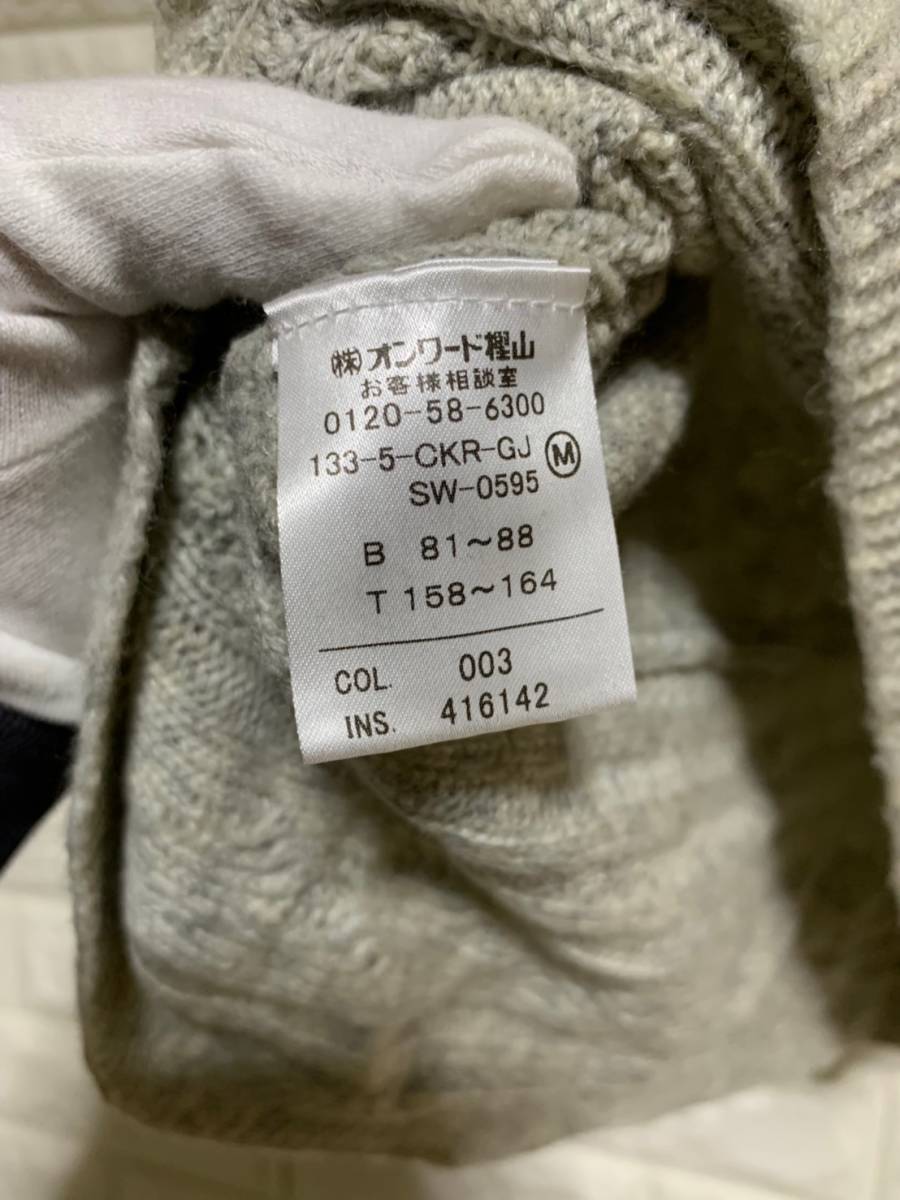 (株)オンワード樫山
お客様相談室
0120-58-6300
133-5-CKR-GJ Ⓜ
SW-0595
B 81~88
T 158~164
COL. 003
INS. 416142